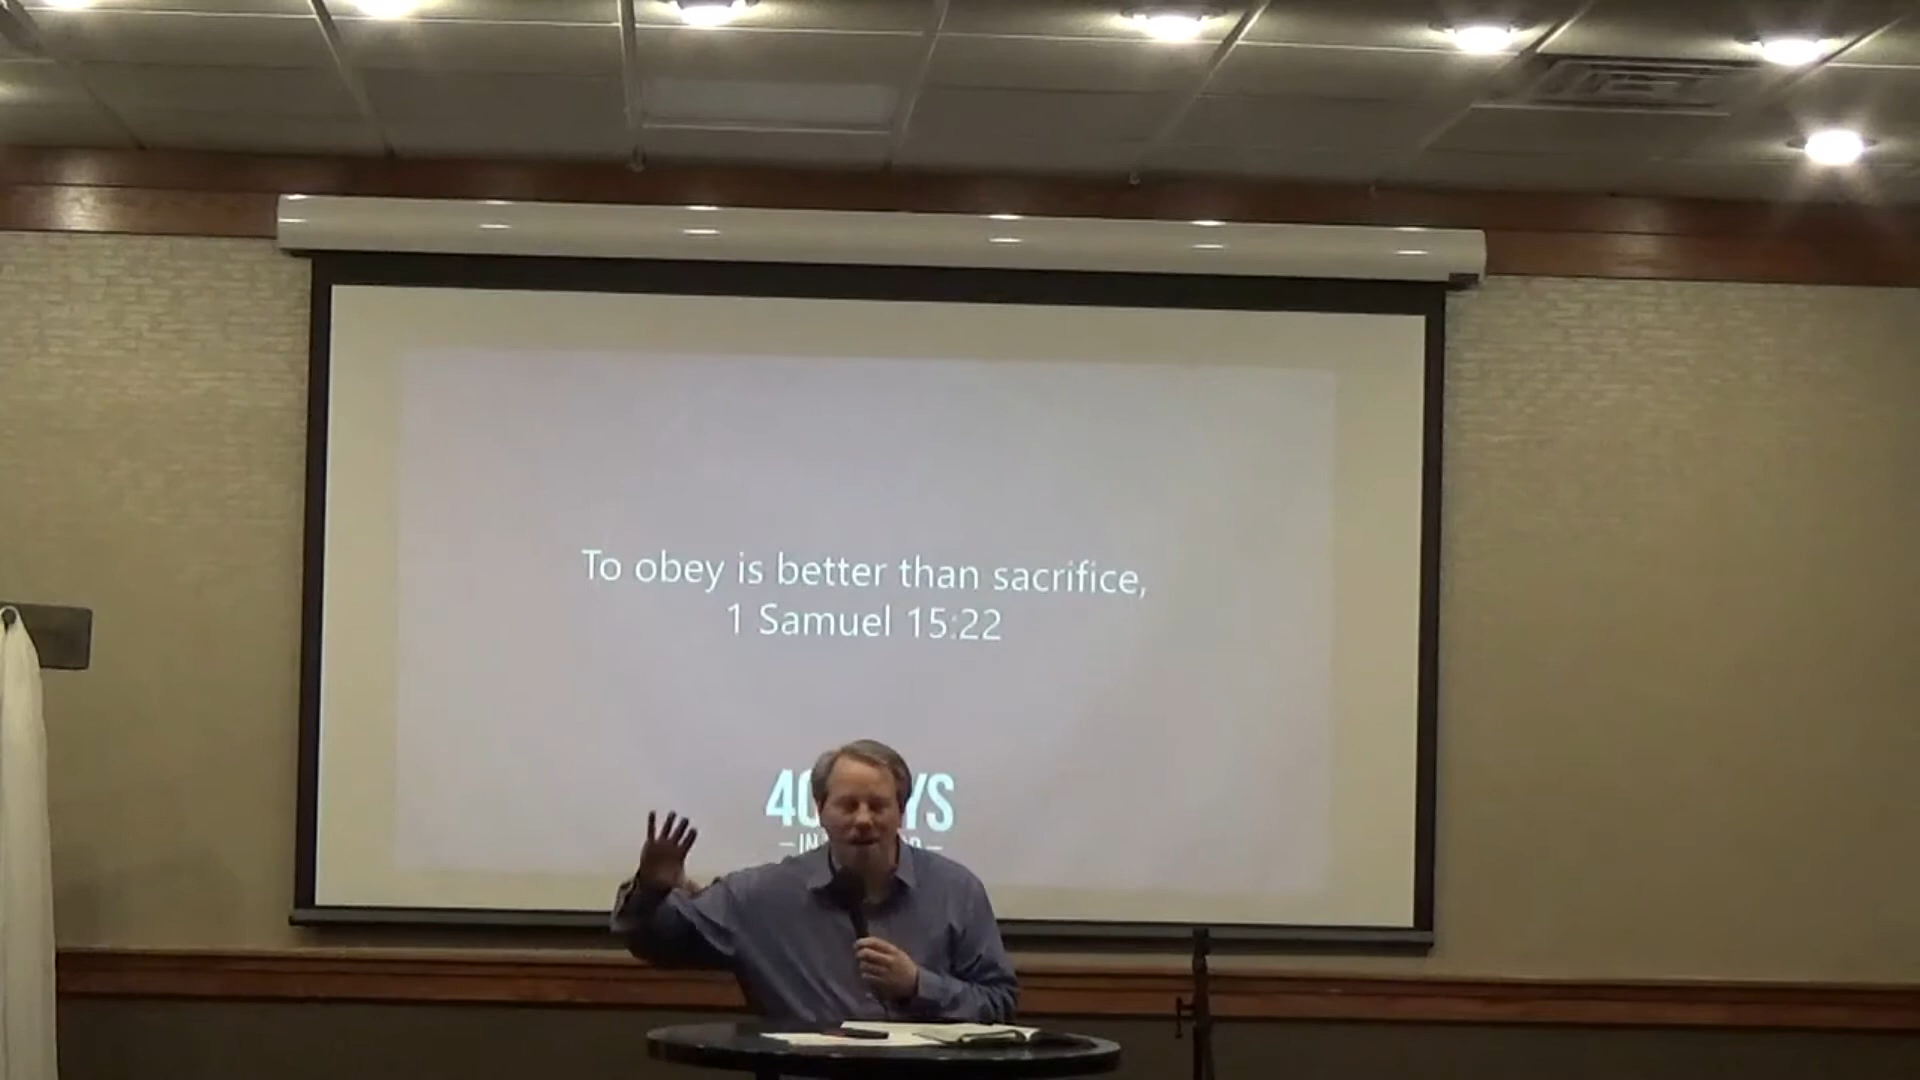 To obey is better than sacrifice,
1 Samuel 15:22